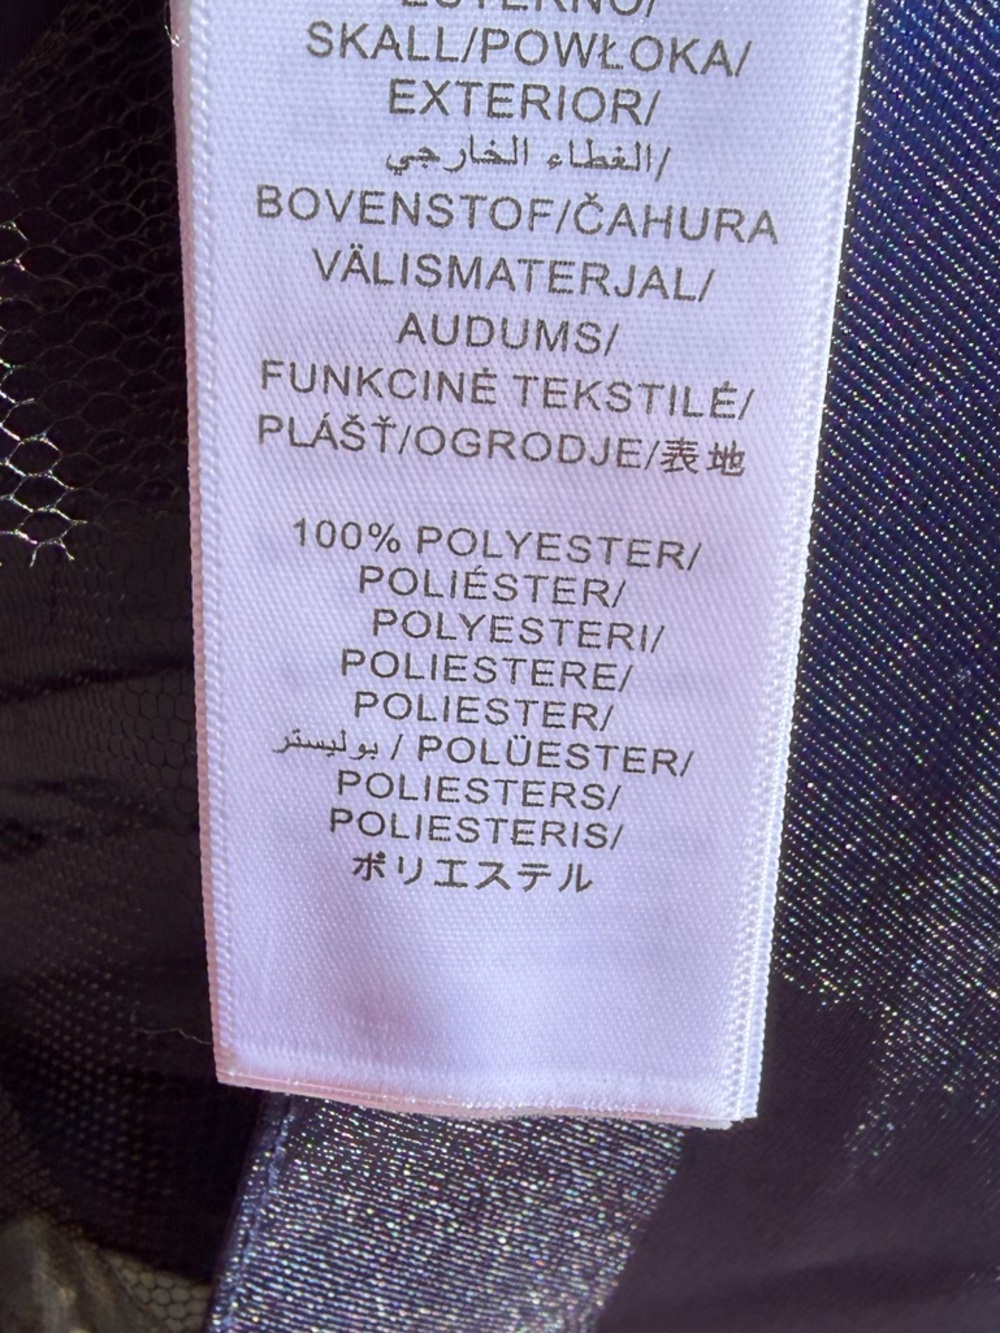 ESTERNO/
SKALL/POWŁOKA/
EXTERIOR/
الغطاء الخارجي/
BOVENSTOF/ČAHURA
VÄLISMATERJAL/
AUDUMS/
FUNKCINĖ TEKSTILĖ/
PLÁŠŤ/OGRODJE/表地
100% POLYESTER/
POLIÉSTER/
POLYESTERI/
POLIESTERE/
POLIESTER/
بوليستر / POLÜESTER/
POLIESTERS/
POLIESTERIS/
ポリエステル